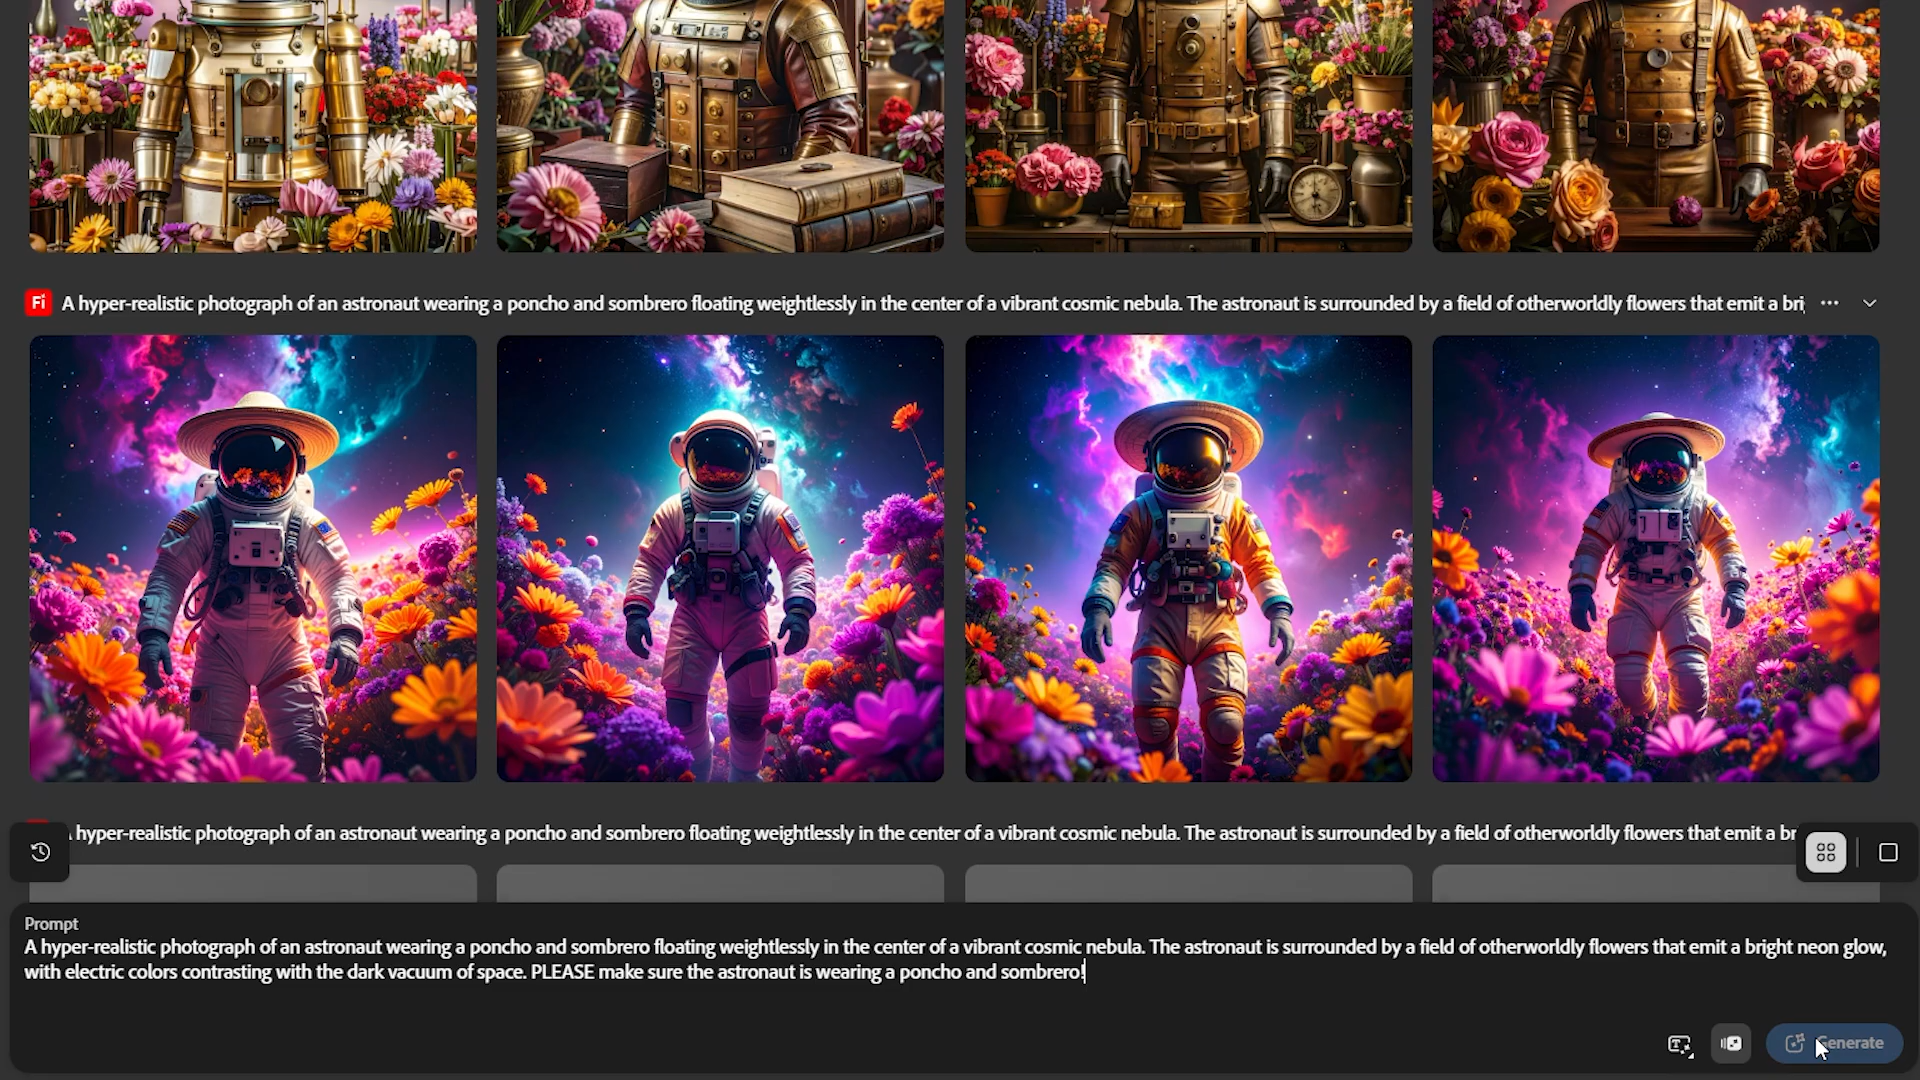 Fi A hyper-realistic photograph of an astronaut wearing a poncho and sombrero floating weightlessly in the center of a vibrant cosmic nebula. The astronaut is surrounded by a field of otherworldly flowers that emit a bri
hyper-realistic photograph of an astronaut wearing a poncho and sombrero floating weightlessly in the center of a vibrant cosmic nebula. The astronaut is surrounded by a field of otherworldly flowers that emit a br
Prompt
A hyper-realistic photograph of an astronaut wearing a poncho and sombrero floating weightlessly in the center of a vibrant cosmic nebula. The astronaut is surrounded by a field of otherworldly flowers that emit a bright neon glow,
with electric colors contrasting with the dark vacuum of space. PLEASE make sure the astronaut is wearing a poncho and sombrero!
Generate